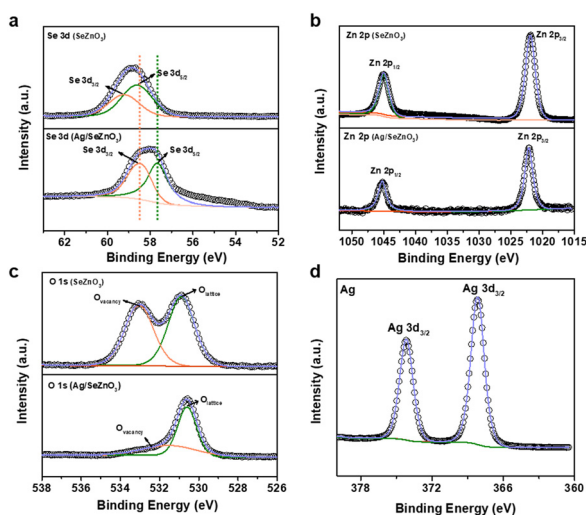 a
Se 3d (SeZnO₃)
Se 3d₃/₂
Se 3d₅/₂
Se 3d (Ag/SeZnO₃)
Se 3d₃/₂
Se 3d₅/₂
Intensity (a.u.)
62 60 58 56 54 52
Binding Energy (eV)
b
Zn 2p (SeZnO₃)
Zn 2p₁/₂
Zn 2p₃/₂
Zn 2p (Ag/SeZnO₃)
Zn 2p₁/₂
Zn 2p₃/₂
Intensity (a.u.)
1050 1045 1040 1035 1030 1025 1020 1015
Binding Energy (eV)
c
O 1s (SeZnO₃)
Ovacancy
Olattice
O 1s (Ag/SeZnO₃)
Ovacancy
Olattice
Intensity (a.u.)
538 536 534 532 530 528 526
Binding Energy (eV)
d
Ag
Ag 3d₃/₂
Ag 3d₃/₂
Intensity (a.u.)
378 372 366 360
Binding Energy (eV)